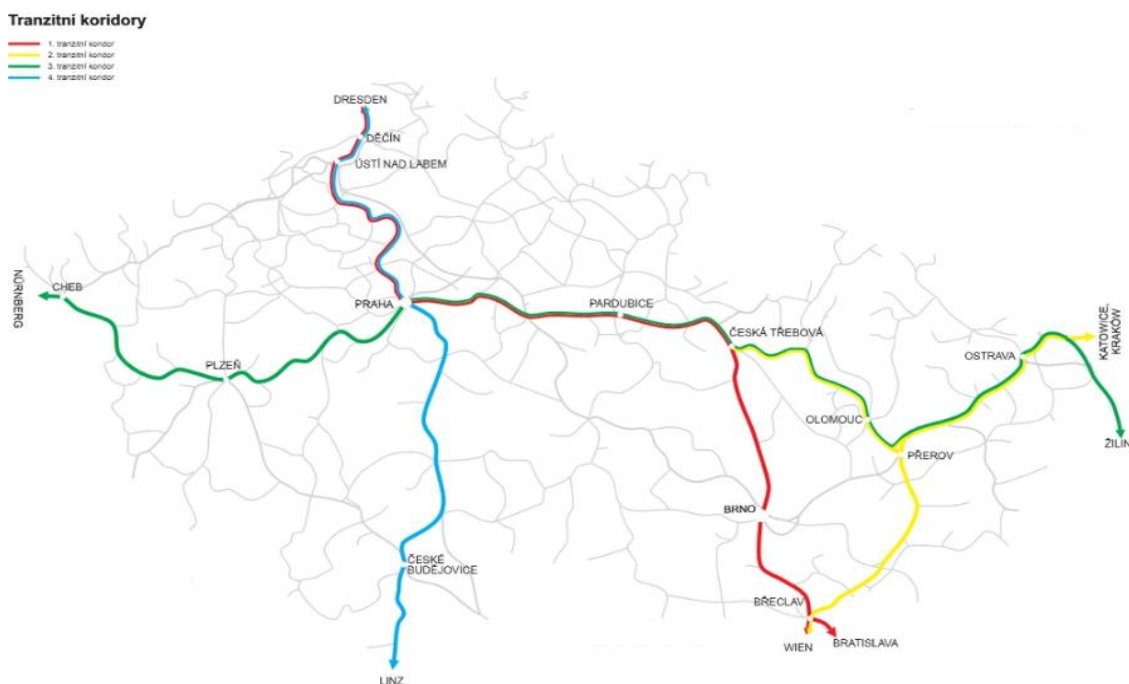 Tranzitní koridory
1. tranzitní koridor
2. tranzitní koridor
3. tranzitní koridor
4. tranzitní koridor
DRESDEN
DĚČÍN
ÚSTÍ NAD LABEM
NÜRNBERG
CHEB
PRAHA
PARDUBICE
ČESKÁ TŘEBOVÁ
KATOWICE,
KRAKÓW
OSTRAVA
PLZEŇ
OLOMOUC
ŽILIN
PŘEROV
BRNO
ČESKÉ
BUDĚJOVICE
BŘECLAV
WIEN
BRATISLAVA
LINZ